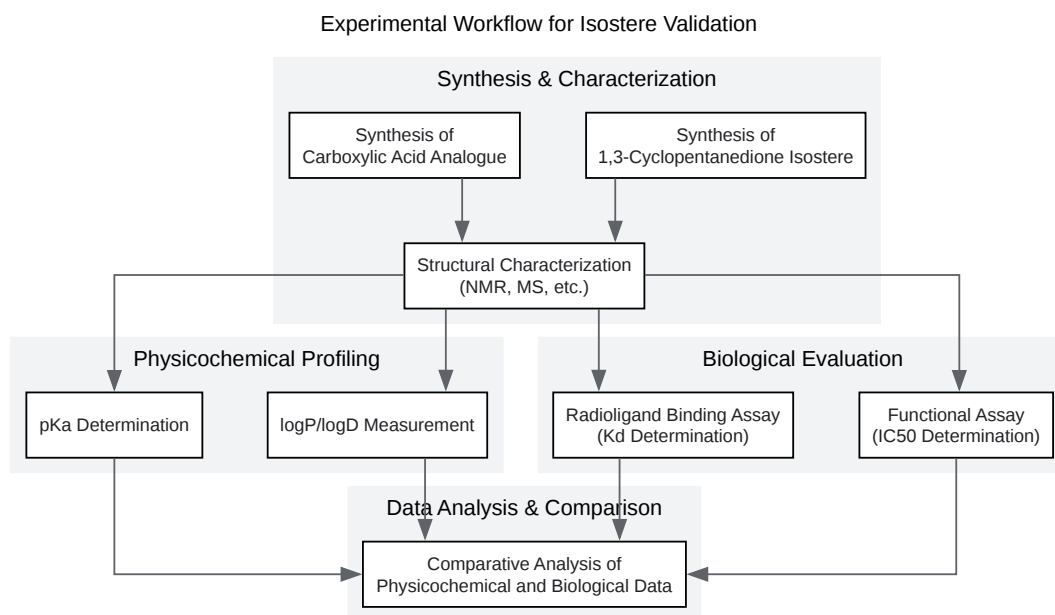 Experimental Workflow for Isostere Validation
Synthesis & Characterization
Synthesis of
Carboxylic Acid Analogue
Synthesis of
1,3-Cyclopentanedione Isostere
Structural Characterization
(NMR, MS, etc.)
Physicochemical Profiling
Biological Evaluation
pKa Determination
logP/logD Measurement
Radioligand Binding Assay
(Kd Determination)
Functional Assay
(IC50 Determination)
Data Analysis & Comparison
Comparative Analysis of
Physicochemical and Biological Data